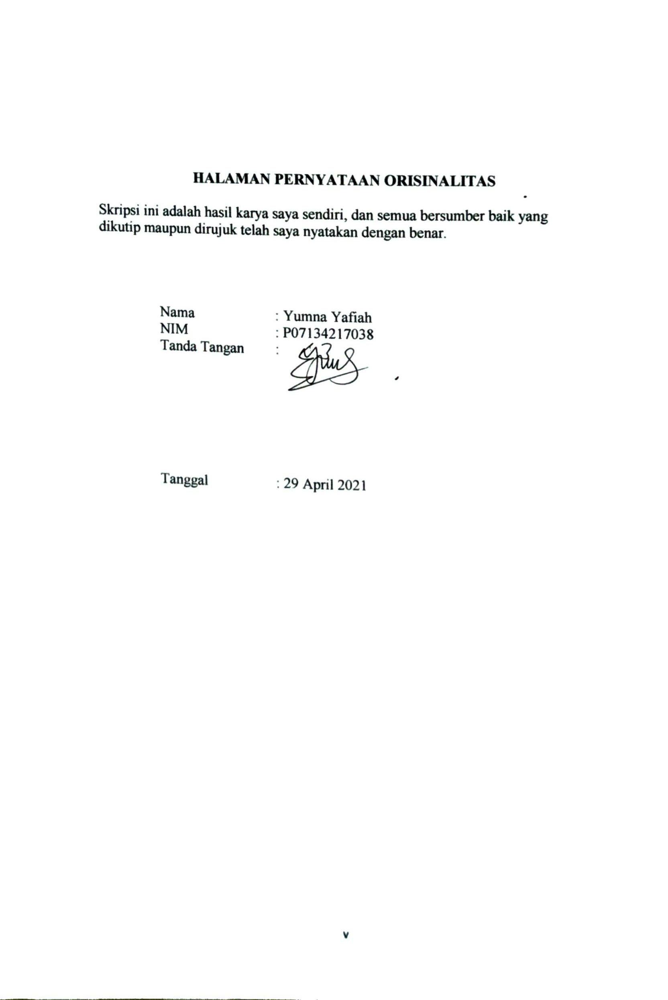 HALAMAN PERNYATAAN ORISINALITAS
Skripsi ini adalah hasil karya saya sendiri, dan semua bersumber baik yang
dikutip maupun dirujuk telah saya nyatakan dengan benar.
Nama : Yumna Yafiah
NIM : P07134217038
Tanda Tangan :
Tanggal : 29 April 2021
v